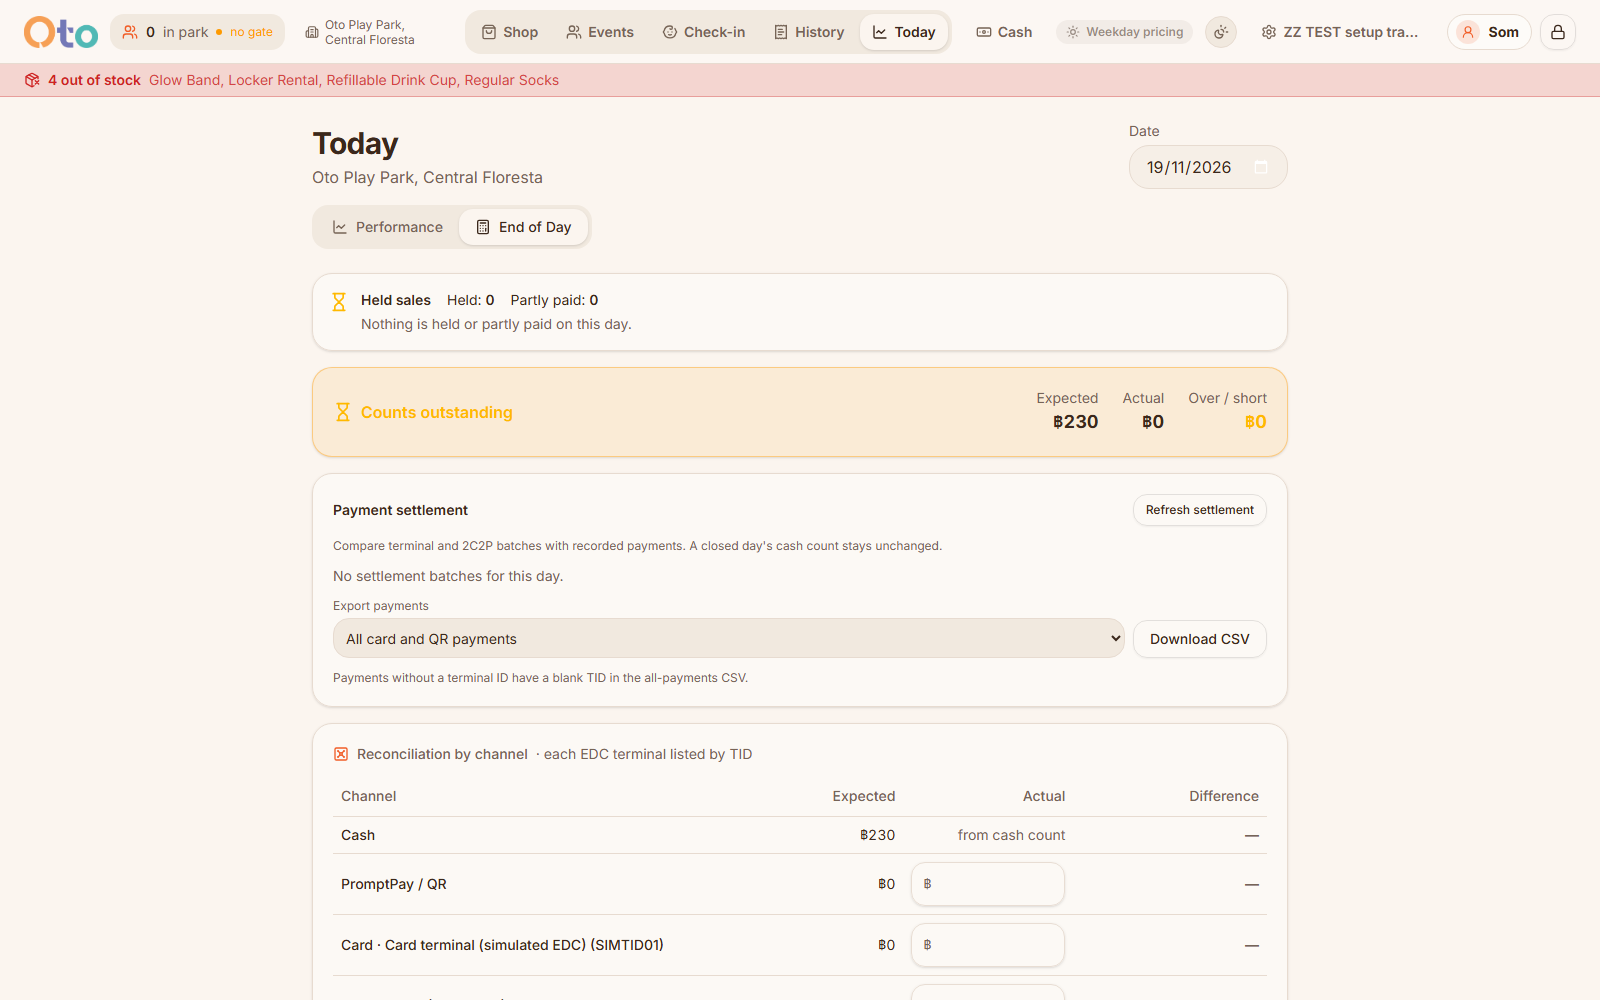 Oto
0 in park • no gate
Oto Play Park,
Central Floresta
Shop
Events
Check-in
History
Today
Cash
Weekday pricing
ZZ TEST setup tra...
Som
4 out of stock Glow Band, Locker Rental, Refillable Drink Cup, Regular Socks
Today
Oto Play Park, Central Floresta
Date
19/11/2026
Performance
End of Day
Held sales Held: 0 Partly paid: 0
Nothing is held or partly paid on this day.
Counts outstanding
Expected Actual Over / short
฿230 ฿0 ฿0
Payment settlement
Refresh settlement
Compare terminal and 2C2P batches with recorded payments. A closed day's cash count stays unchanged.
No settlement batches for this day.
Export payments
All card and QR payments
Download CSV
Payments without a terminal ID have a blank TID in the all-payments CSV.
Reconciliation by channel · each EDC terminal listed by TID
Channel Expected Actual Difference
Cash ฿230 from cash count —
PromptPay / QR ฿0 ฿ —
Card · Card terminal (simulated EDC) (SIMTID01) ฿0 ฿ —